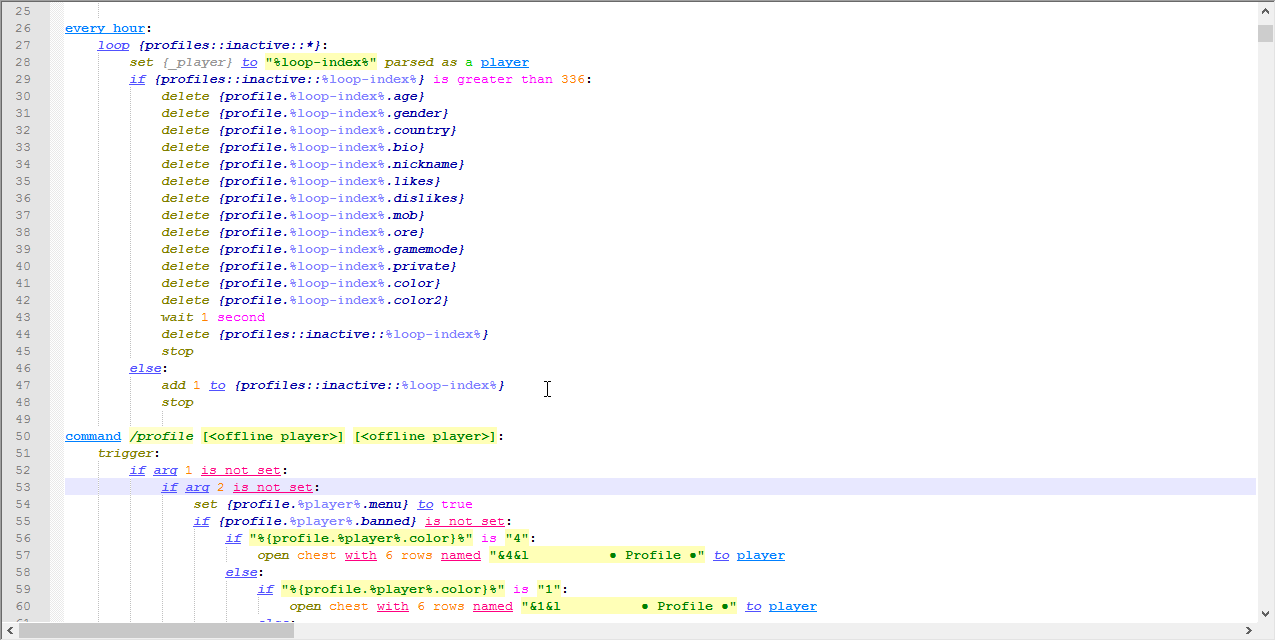 25
26 every hour:
27 loop {profiles::inactive::*}:
28 set {_player} to "%loop-index%" parsed as a player
29 if {profiles::inactive::%loop-index%} is greater than 336:
30 delete {profile.%loop-index%.age}
31 delete {profile.%loop-index%.gender}
32 delete {profile.%loop-index%.country}
33 delete {profile.%loop-index%.bio}
34 delete {profile.%loop-index%.nickname}
35 delete {profile.%loop-index%.likes}
36 delete {profile.%loop-index%.dislikes}
37 delete {profile.%loop-index%.mob}
38 delete {profile.%loop-index%.ore}
39 delete {profile.%loop-index%.gamemode}
40 delete {profile.%loop-index%.private}
41 delete {profile.%loop-index%.color}
42 delete {profile.%loop-index%.color2}
43 wait 1 second
44 delete {profiles::inactive::%loop-index%}
45 stop
46 else:
47 add 1 to {profiles::inactive::%loop-index%}
48 stop
49
50 command /profile [<offline player>] [<offline player>]:
51 trigger:
52 if arg 1 is not set:
53 if arg 2 is not set:
54 set {profile.%player%.menu} to true
55 if {profile.%player%.banned} is not set:
56 if "%{profile.%player%.color}%" is "4":
57 open chest with 6 rows named "&4&l          ● Profile ●" to player
58 else:
59 if "%{profile.%player%.color}%" is "1":
60 open chest with 6 rows named "&1&l          ● Profile ●" to player